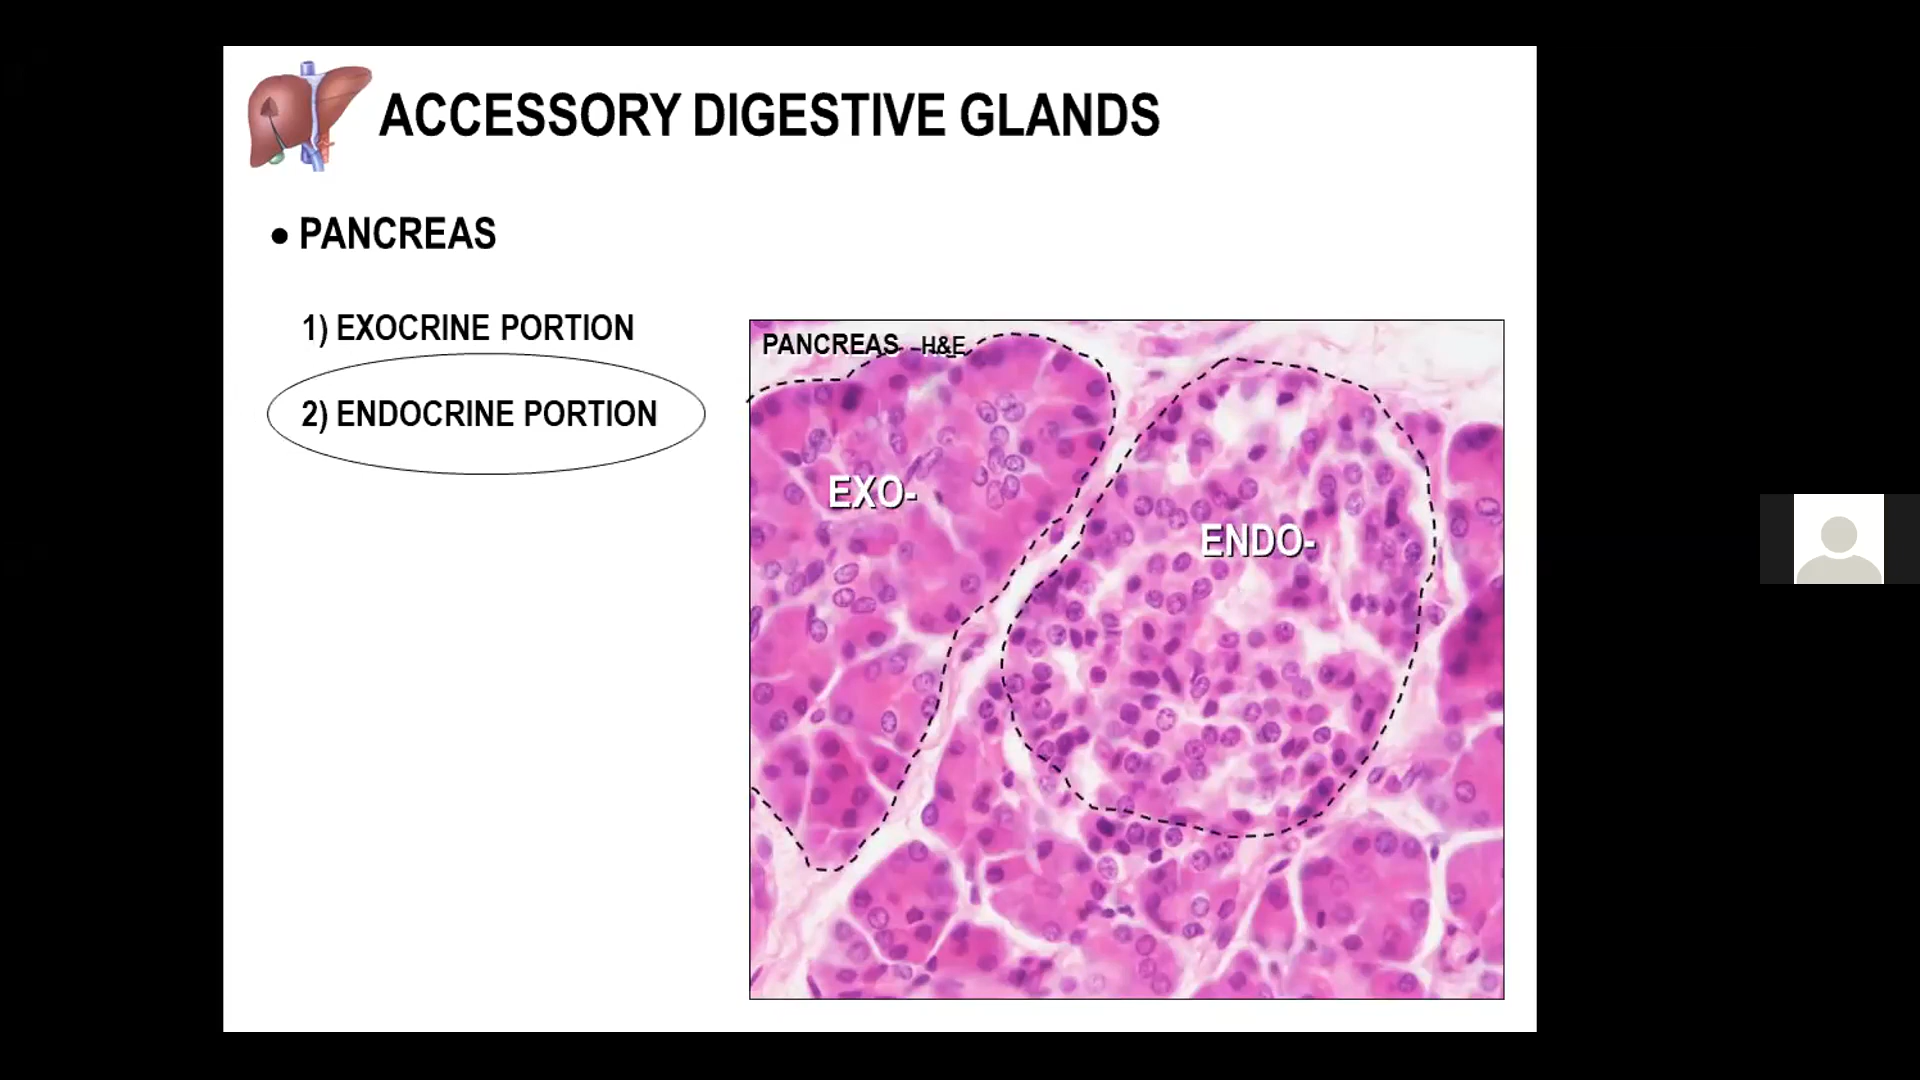 ACCESSORY DIGESTIVE GLANDS
• PANCREAS
1) EXOCRINE PORTION
2) ENDOCRINE PORTION
PANCREAS H&E
EXO-
ENDO-